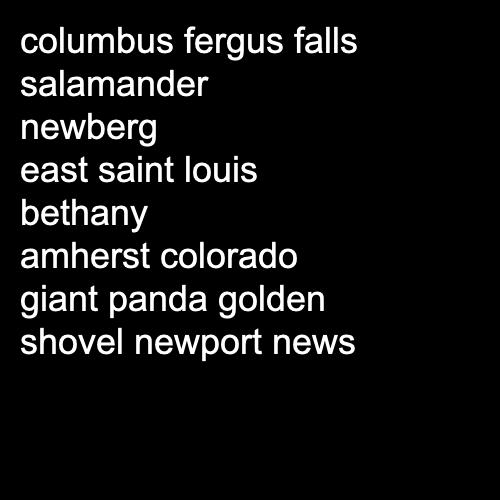 columbus fergus falls
salamander
newberg
east saint louis
bethany
amherst colorado
giant panda golden
shovel newport news